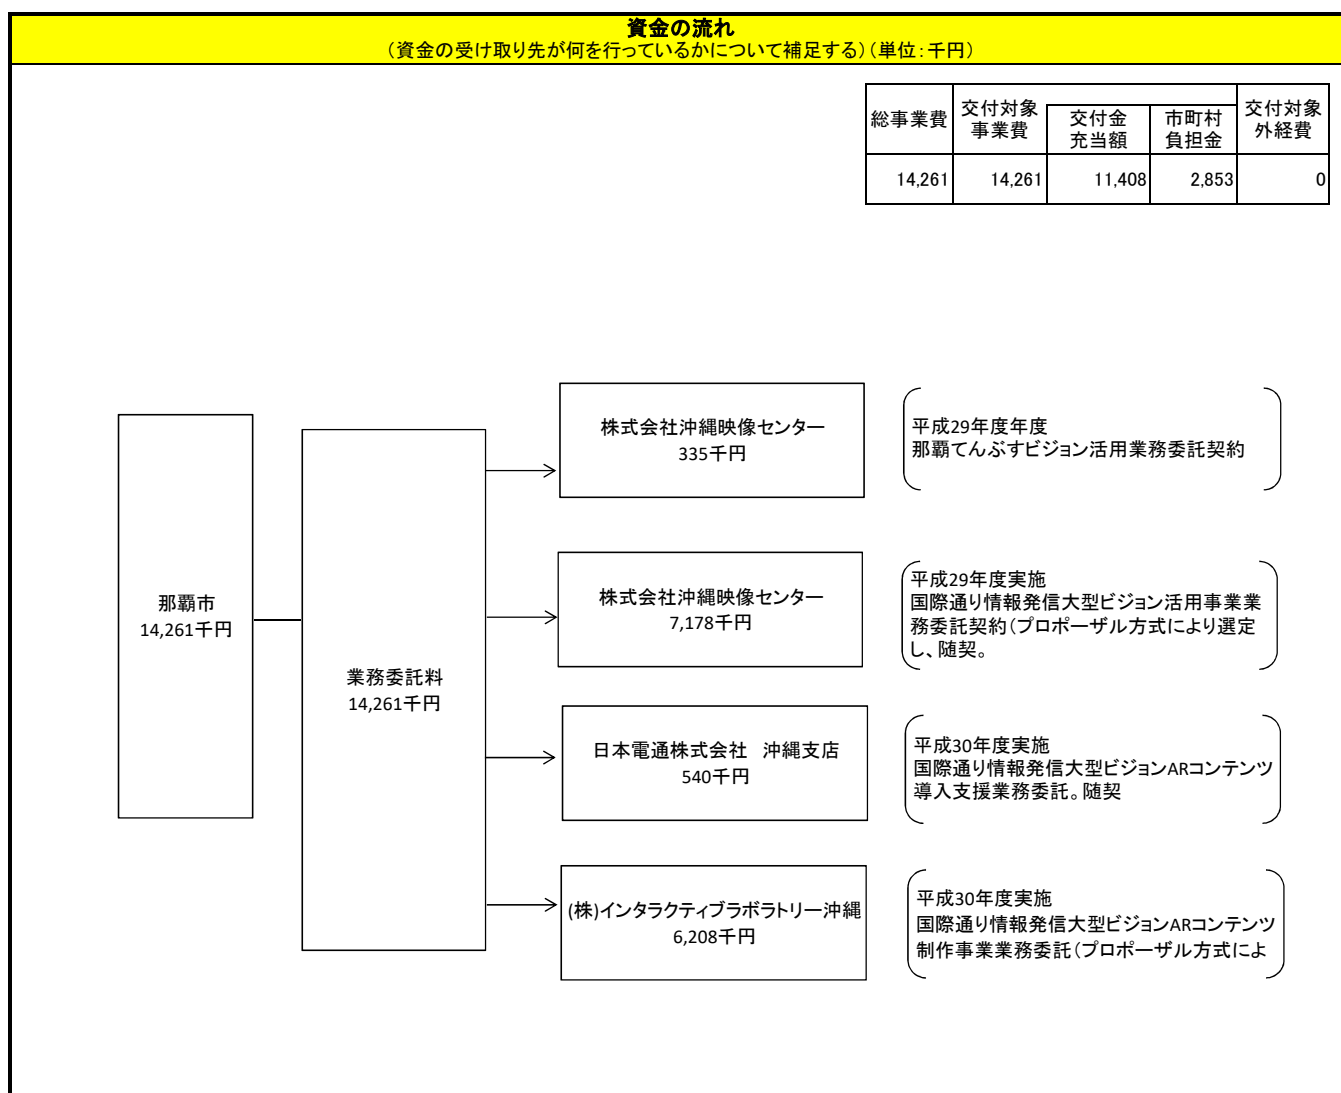 資金の流れ
（資金の受け取り先が何を行っているかについて補足する）（単位：千円）
総事業費
交付対象
事業費
交付金
充当額
市町村
負担金
交付対象
外経費
14,261 14,261 11,408 2,853 0
那覇市
14,261千円
業務委託料
14,261千円
株式会社沖縄映像センター
335千円
平成29年度年度
那覇てんぶすビジョン活用業務委託契約
株式会社沖縄映像センター
7,178千円
平成29年度実施
国際通り情報発信大型ビジョン活用事業業
務委託契約（プロポーザル方式により選定
し、随契。
日本電通株式会社　沖縄支店
540千円
平成30年度実施
国際通り情報発信大型ビジョンARコンテンツ
導入支援業務委託。随契
(株)インタラクティブラボラトリー沖縄
6,208千円
平成30年度実施
国際通り情報発信大型ビジョンARコンテンツ
制作事業業務委託（プロポーザル方式によ